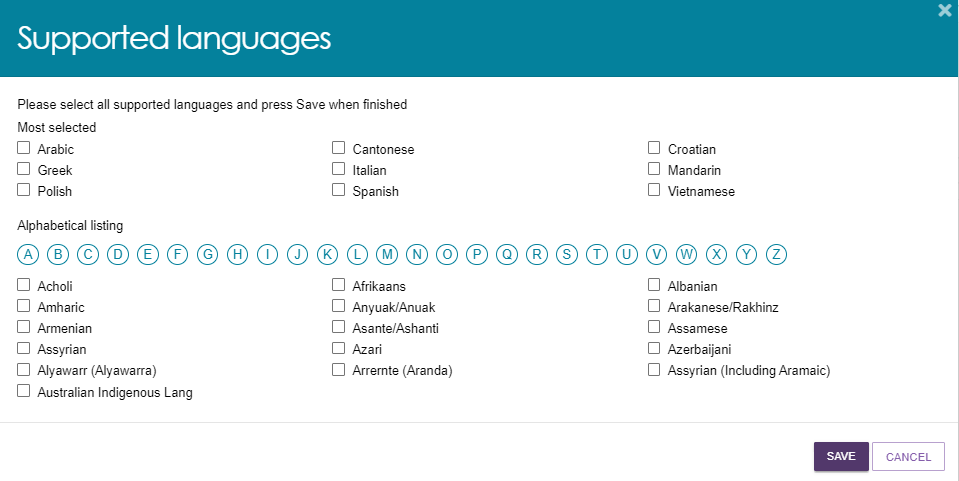 Supported languages
Please select all supported languages and press Save when finished
Most selected
Arabic Cantonese Croatian
Greek Italian Mandarin
Polish Spanish Vietnamese
Alphabetical listing
A B C D E F G H I J K L M N O P Q R S T U V W X Y Z
Acholi Afrikaans Albanian
Amharic Anyuak/Anuak Arakanese/Rakhinz
Armenian Asante/Ashanti Assamese
Assyrian Azari Azerbaijani
Alyawarr (Alyawarra) Arrernte (Aranda) Assyrian (Including Aramaic)
Australian Indigenous Lang
SAVE CANCEL